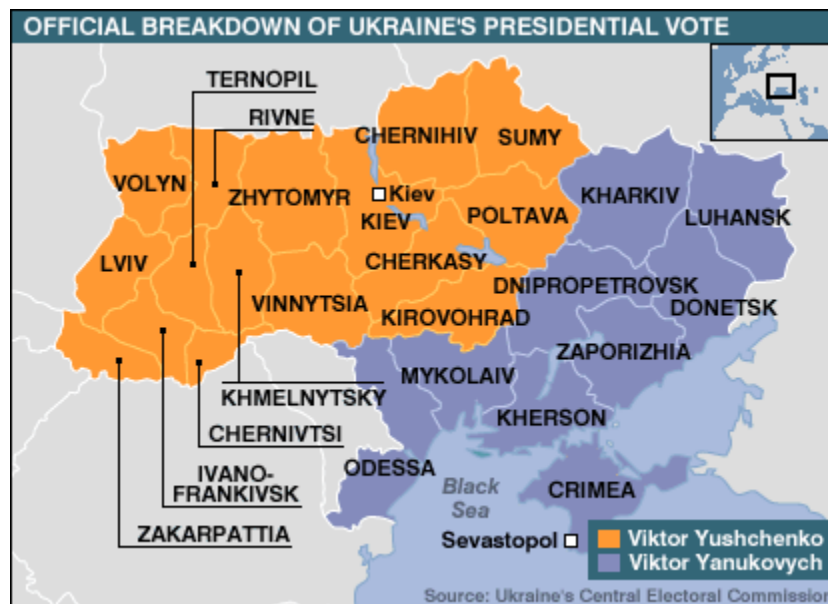 OFFICIAL BREAKDOWN OF UKRAINE'S PRESIDENTIAL VOTE
TERNOPIL
RIVNE
CHERNIHIV
SUMY
VOLYN
ZHYTOMYR
Kiev
KIEV
POLTAVA
KHARKIV
LUHANSK
LVIV
CHERKASY
DNIPROPETROVSK
VINNYTSIA
KIROVOHRAD
DONETSK
ZAPORIZHIA
MYKOLAIV
KHMELNYTSKY
KHERSON
CHERNIVTSI
ODESSA
IVANO-
FRANKIVSK
Black
Sea
CRIMEA
ZAKARPATTIA
Sevastopol
Viktor Yushchenko
Viktor Yanukovych
Source: Ukraine's Central Electoral Commission